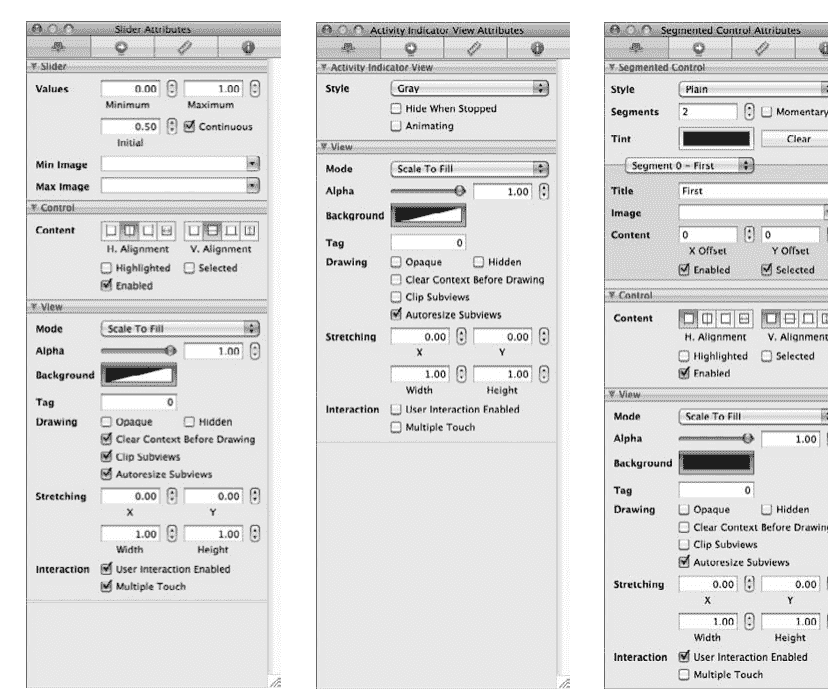 Slider Attributes
Slider
Values 0.00 1.00
Minimum Maximum
0.50 Continuous
Initial
Min Image
Max Image
Control
Content
H. Alignment V. Alignment
Highlighted Selected
Enabled
View
Mode Scale To Fill
Alpha 1.00
Background
Tag 0
Drawing Opaque Hidden
Clear Context Before Drawing
Clip Subviews
Autoresize Subviews
Stretching 0.00 0.00
X Y
1.00 1.00
Width Height
Interaction User Interaction Enabled
Multiple Touch
Activity Indicator View Attributes
Activity Indicator View
Style Gray
Hide When Stopped
Animating
View
Mode Scale To Fill
Alpha 1.00
Background
Tag 0
Drawing Opaque Hidden
Clear Context Before Drawing
Clip Subviews
Autoresize Subviews
Stretching 0.00 0.00
X Y
1.00 1.00
Width Height
Interaction User Interaction Enabled
Multiple Touch
Segmented Control Attributes
Segmented Control
Style Plain
Segments 2 Momentary
Tint Clear
Segment 0 - First
Title First
Image
Content 0 0
X Offset Y Offset
Enabled Selected
Control
Content
H. Alignment V. Alignment
Highlighted Selected
Enabled
View
Mode Scale To Fill
Alpha 1.00
Background
Tag 0
Drawing Opaque Hidden
Clear Context Before Drawing
Clip Subviews
Autoresize Subviews
Stretching 0.00 0.00
X Y
1.00 1.00
Width Height
Interaction User Interaction Enabled
Multiple Touch